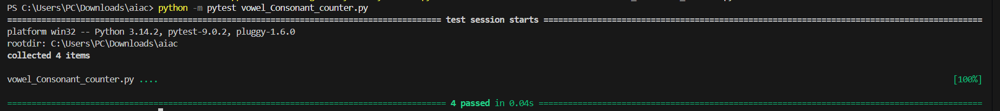 PS C:\Users\PC\Downloads\aiac> python -m pytest vowel_Consonant_counter.py
================================ test session starts ================================
platform win32 -- Python 3.14.2, pytest-9.0.2, pluggy-1.6.0
rootdir: C:\Users\PC\Downloads\aiac
collected 4 items
vowel_Consonant_counter.py .... [100%]
================================ 4 passed in 0.04s ================================